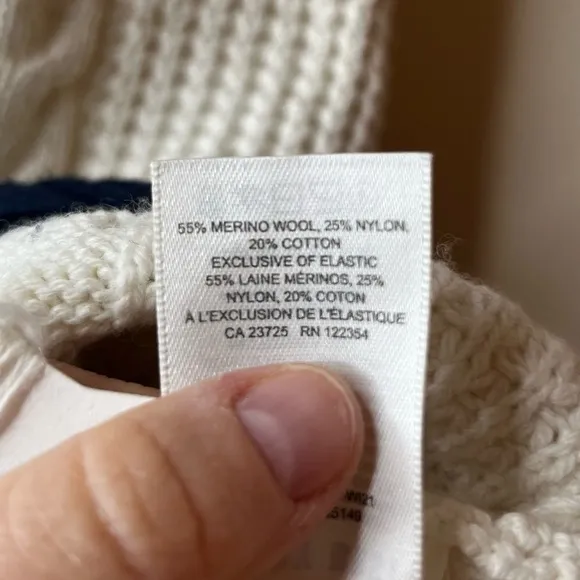 55% MERINO WOOL, 25% NYLON,
20% COTTON
EXCLUSIVE OF ELASTIC
55% LAINE MÉRINOS, 25%
NYLON, 20% COTON
À L'EXCLUSION DE L'ÉLASTIQUE
CA 23725 RN 122354